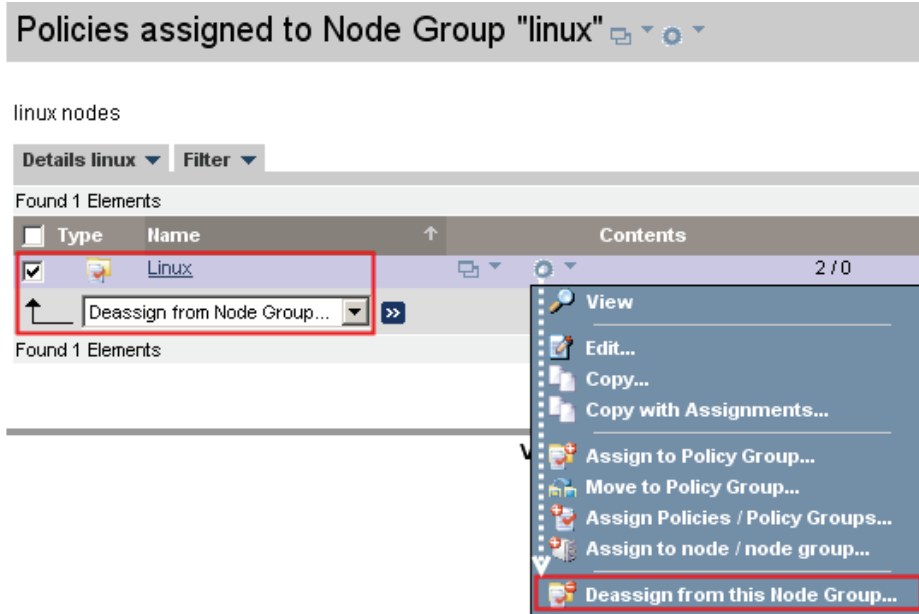 Policies assigned to Node Group "linux"
linux nodes
Details linux Filter
Found 1 Elements
Type Name Contents
Linux 2 / 0
Deassign from Node Group...
Found 1 Elements
View
Edit...
Copy...
Copy with Assignments...
Assign to Policy Group...
Move to Policy Group...
Assign Policies / Policy Groups...
Assign to node / node group...
Deassign from this Node Group...